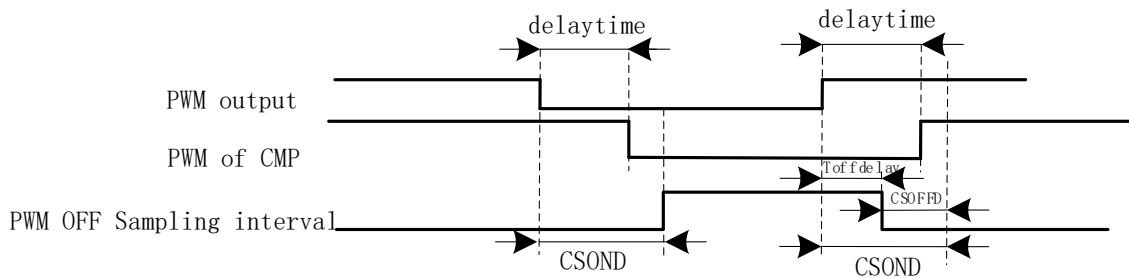 delaytime
delaytime
PWM output
PWM of CMP
Toffdelay
CSOFFD
PWM OFF Sampling interval
CSOND
CSOND